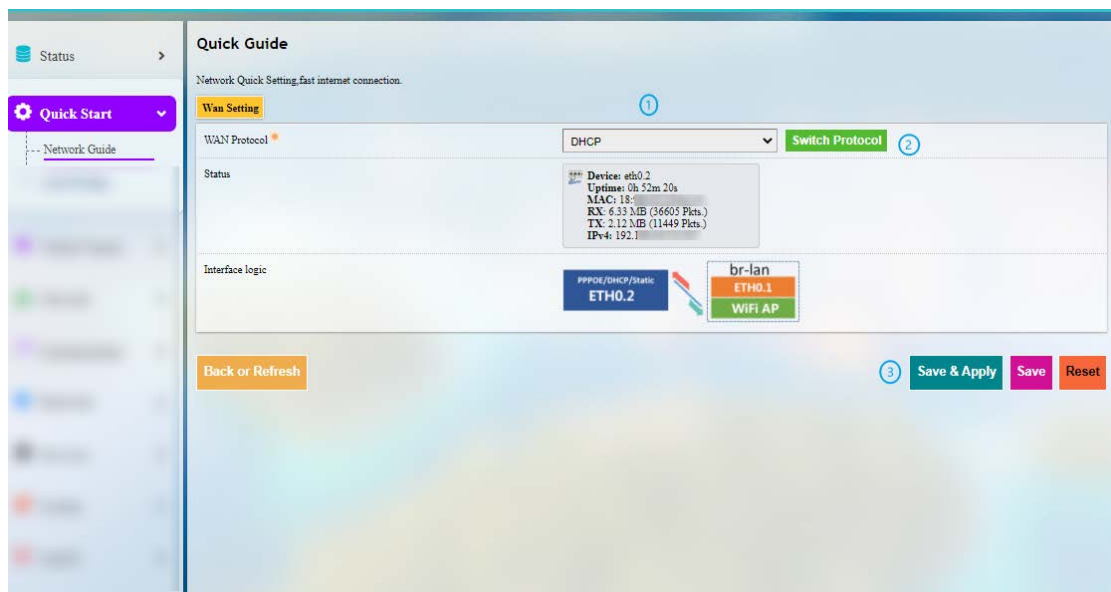 Status
Quick Start
Network Guide
Quick Guide
Network Quick Setting,fast internet connection.
Wan Setting
1
WAN Protocol
DHCP
Switch Protocol
2
Status
Device: eth0.2
Uptime: 0h 52m 20s
MAC: 18:
RX: 6.33 MB (36605 Pkts.)
TX: 2.12 MB (11449 Pkts.)
IPv4: 192.1
Interface logic
PPPOE/DHCP/Static
ETH0.2
br-lan
ETH0.1
WiFi AP
Back or Refresh
3
Save & Apply
Save
Reset